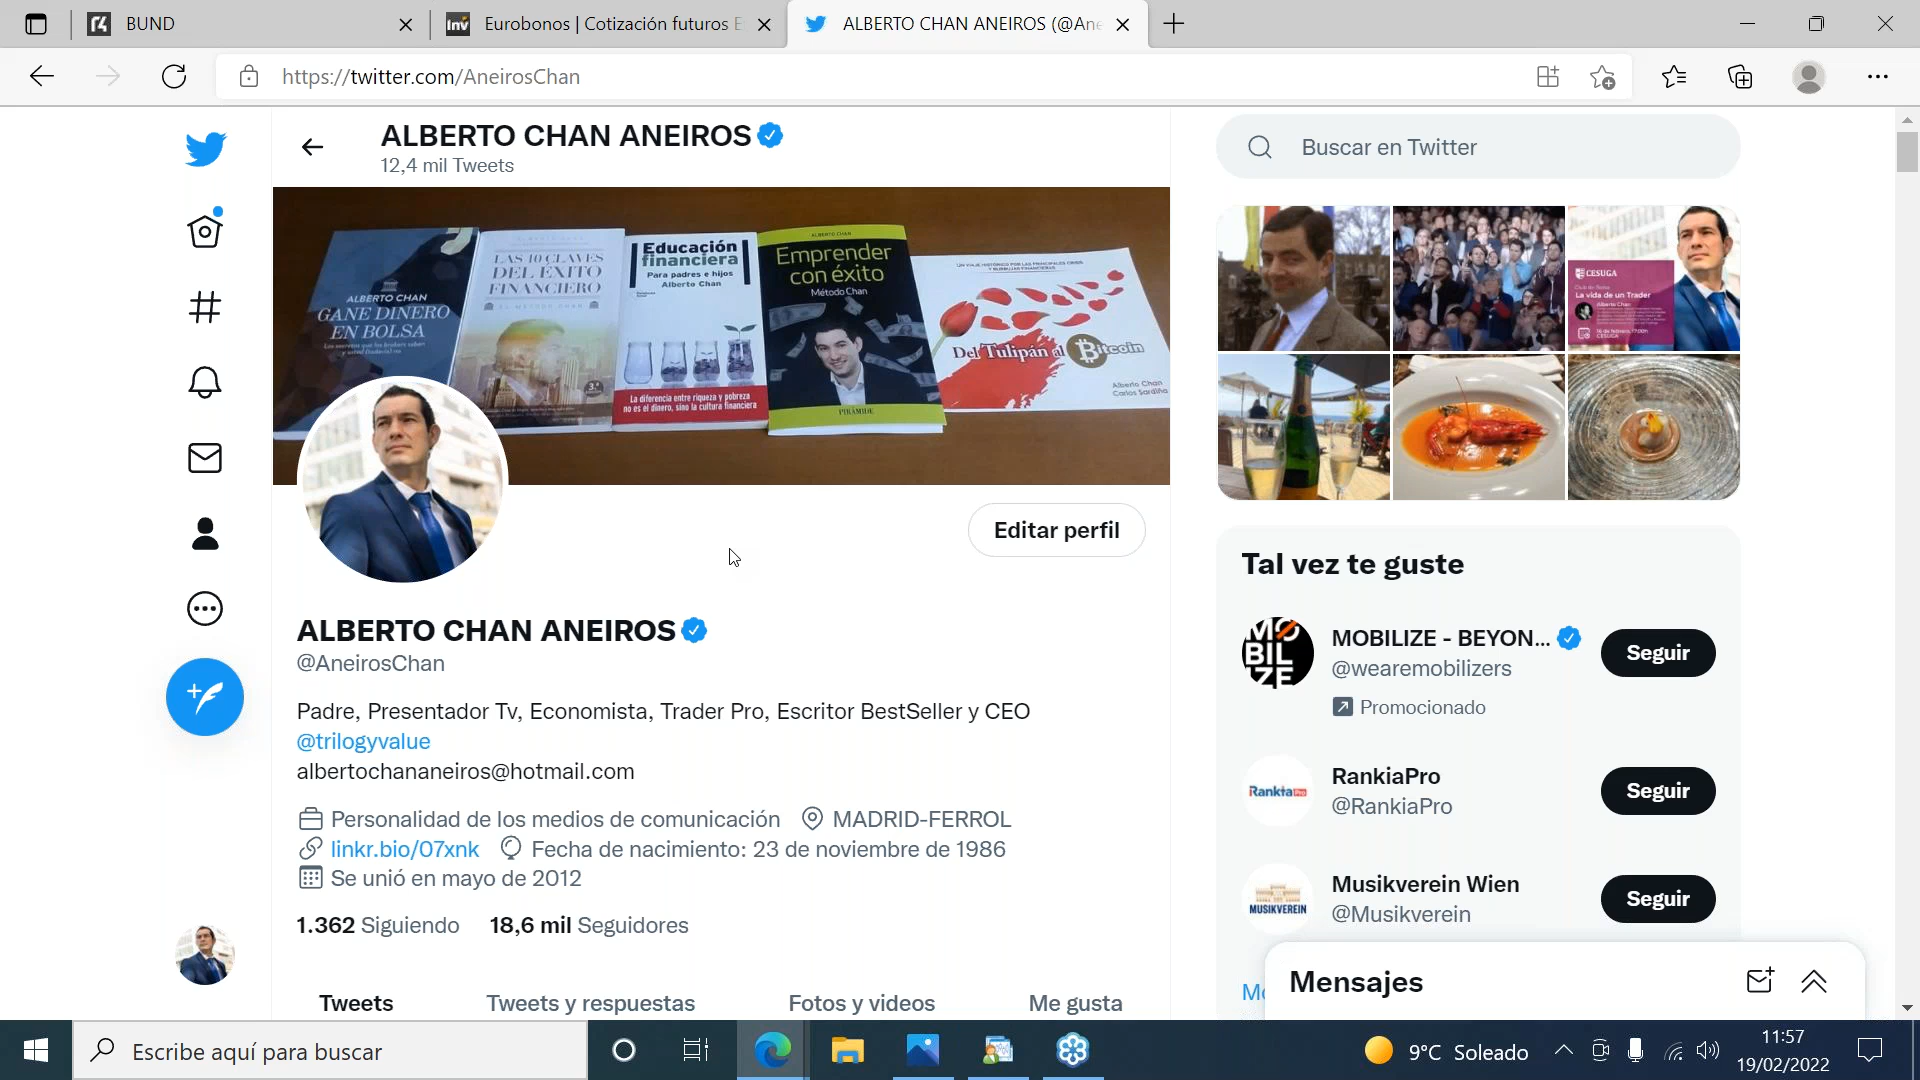 BUND
Eurobonos | Cotización futuros E
ALBERTO CHAN ANEIROS (@Ane
https://twitter.com/AneirosChan
ALBERTO CHAN ANEIROS
12,4 mil Tweets
Buscar en Twitter
ALBERTO CHAN
GANE DINERO
EN BOLSA
Los secretos que los brokers saben
y usted (todavía) no
ALBERTO CHAN
LAS 10 CLAVES
DEL ÉXITO
FINANCIERO
EL MÉTODO CHAN
3.ª
Educación
financiera
Para padres e hijos
Alberto Chan
La diferencia entre riqueza y pobreza
no es el dinero, sino la cultura financiera
ALBERTO CHAN
Emprender
con éxito
Método Chan
PIRÁMIDE
UN VIAJE HISTÓRICO POR LAS PRINCIPALES CRISIS
Y BURBUJAS FINANCIERAS
Del Tulipán al Bitcoin
Alberto Chan
Carlos Sardiña
CESUGA
Club de Bolsa
La vida de un Trader
Alberto Chan
16 de febrero, 17:00h
CESUGA
Editar perfil
ALBERTO CHAN ANEIROS
@AneirosChan
Padre, Presentador Tv, Economista, Trader Pro, Escritor BestSeller y CEO
@trilogyvalue
albertochananeiros@hotmail.com
Personalidad de los medios de comunicación MADRID-FERROL
linkr.bio/07xnk Fecha de nacimiento: 23 de noviembre de 1986
Se unió en mayo de 2012
1.362 Siguiendo 18,6 mil Seguidores
Tweets Tweets y respuestas Fotos y videos Me gusta
Tal vez te guste
MOBILIZE
MOBILIZE - BEYON...
@wearemobilizers
Promocionado
Seguir
RankiaPro
RankiaPro
@RankiaPro
Seguir
MUSIKVEREIN
Musikverein Wien
@Musikverein
Seguir
Mensajes
Escribe aquí para buscar
9°C Soleado
11:57
19/02/2022